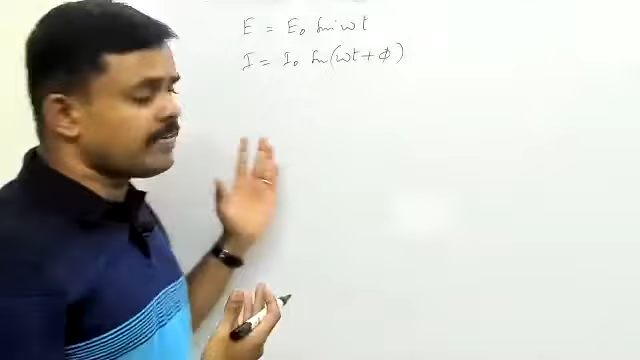 E = E₀ sin ωt
I = I₀ sin(ωt + ϕ)